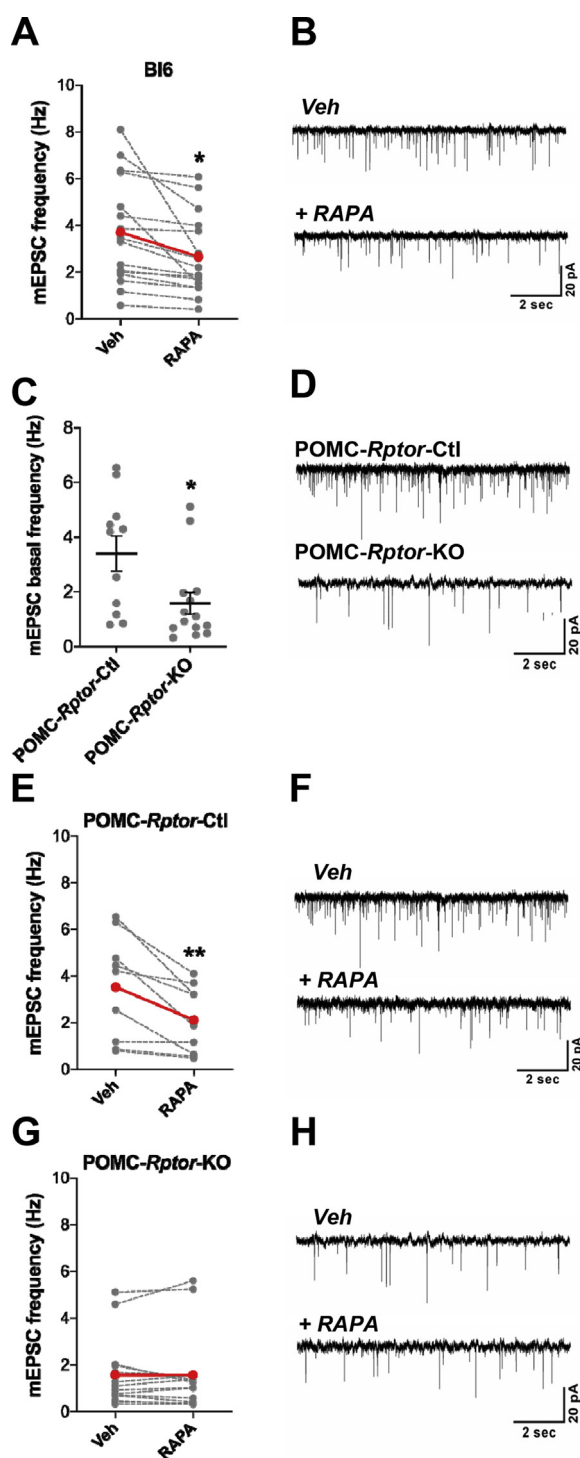 A
Bl6
mEPSC frequency (Hz)
10
8
6
4
2
0
*
Veh
RAPA
B
Veh
+ RAPA
20 pA
2 sec
C
mEPSC basal frequency (Hz)
8
6
4
2
0
*
POMC-Rptor-Ctl
POMC-Rptor-KO
D
POMC-Rptor-Ctl
POMC-Rptor-KO
20 pA
2 sec
E
POMC-Rptor-Ctl
mEPSC frequency (Hz)
10
8
6
4
2
0
**
Veh
RAPA
F
Veh
+ RAPA
20 pA
2 sec
G
POMC-Rptor-KO
mEPSC frequency (Hz)
10
8
6
4
2
0
Veh
RAPA
H
Veh
+ RAPA
20 pA
2 sec